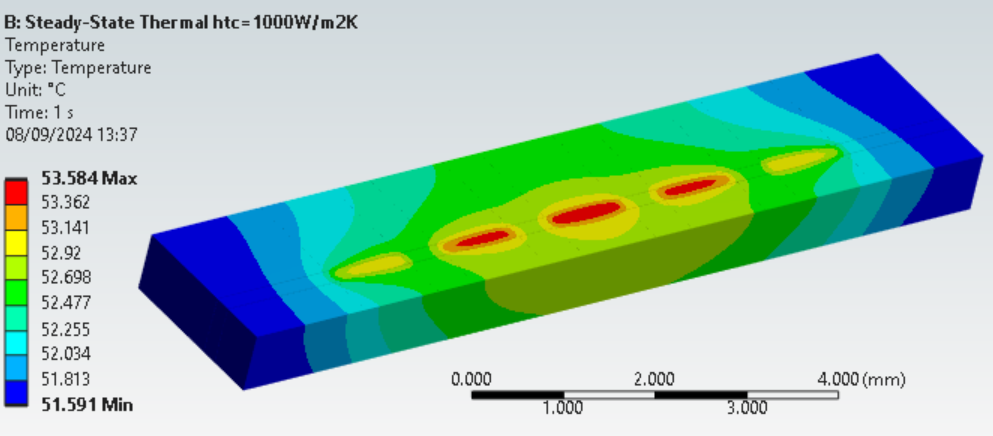 B: Steady-State Thermal htc=1000W/m2K
Temperature
Type: Temperature
Unit: °C
Time: 1 s
08/09/2024 13:37
53.584 Max
53.362
53.141
52.92
52.698
52.477
52.255
52.034
51.813
51.591 Min
0.000 2.000 4.000 (mm)
1.000 3.000